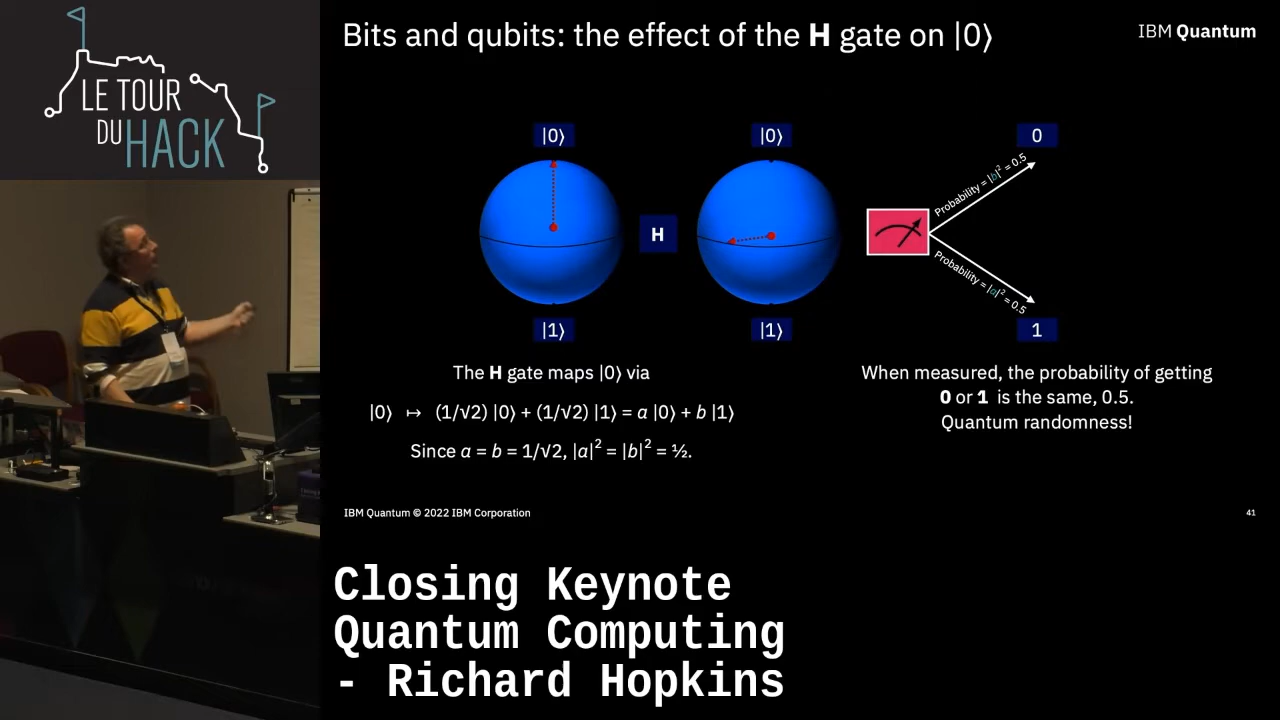 LE TOUR
DU HACK
Bits and qubits: the effect of the H gate on |0⟩
IBM Quantum
|0⟩
|0⟩
0
H
Probability = |b|² = 0.5
Probability = |a|² = 0.5
|1⟩
|1⟩
1
The H gate maps |0⟩ via
|0⟩ ↦ (1/√2) |0⟩ + (1/√2) |1⟩ = a |0⟩ + b |1⟩
Since a = b = 1/√2, |a|² = |b|² = ½.
When measured, the probability of getting
0 or 1 is the same, 0.5.
Quantum randomness!
IBM Quantum © 2022 IBM Corporation
41
Closing Keynote
Quantum Computing
- Richard Hopkins